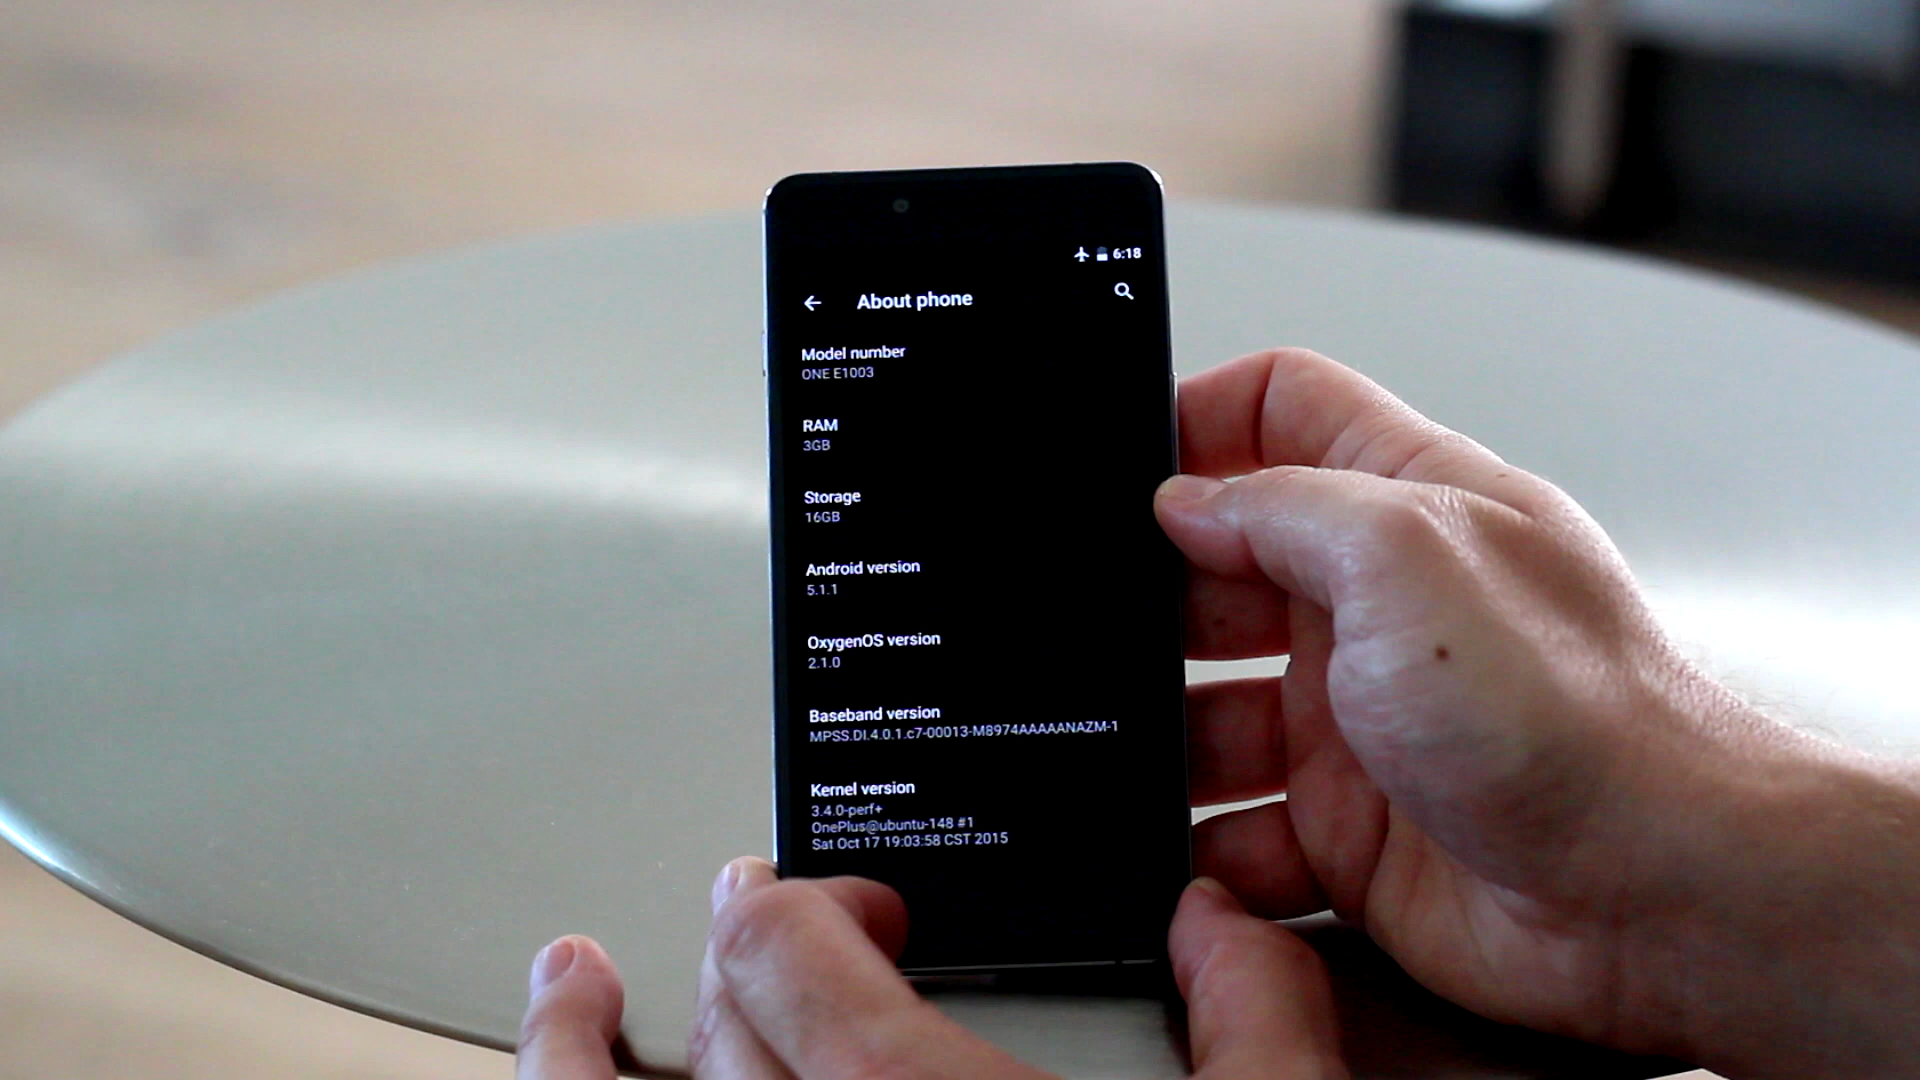 6:18
About phone
Model number
ONE E1003
RAM
3GB
Storage
16GB
Android version
5.1.1
OxygenOS version
2.1.0
Baseband version
MPSS.DI.4.0.1.c7-00013-M8974AAAAANAZM-1
Kernel version
3.4.0-perf+
OnePlus@ubuntu-148 #1
Sat Oct 17 19:03:58 CST 2015